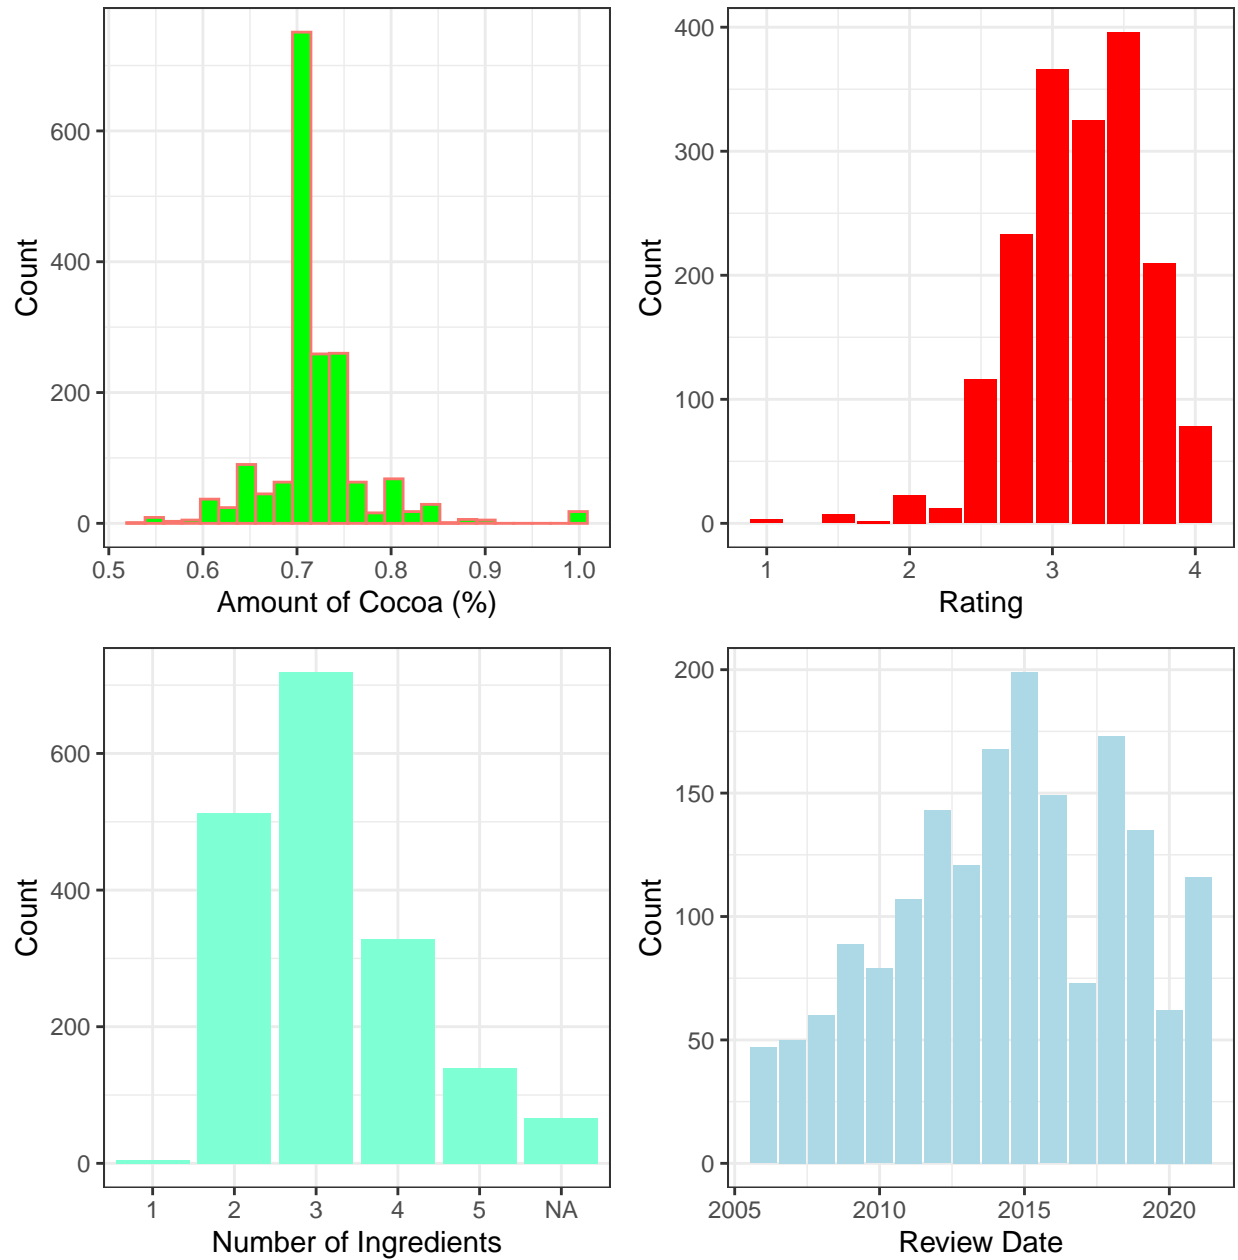 600
400
200
0
Count
0.5 0.6 0.7 0.8 0.9 1.0
Amount of Cocoa (%)
400
300
200
100
0
Count
1 2 3 4
Rating
600
400
200
0
Count
1 2 3 4 5 NA
Number of Ingredients
200
150
100
50
0
Count
2005 2010 2015 2020
Review Date